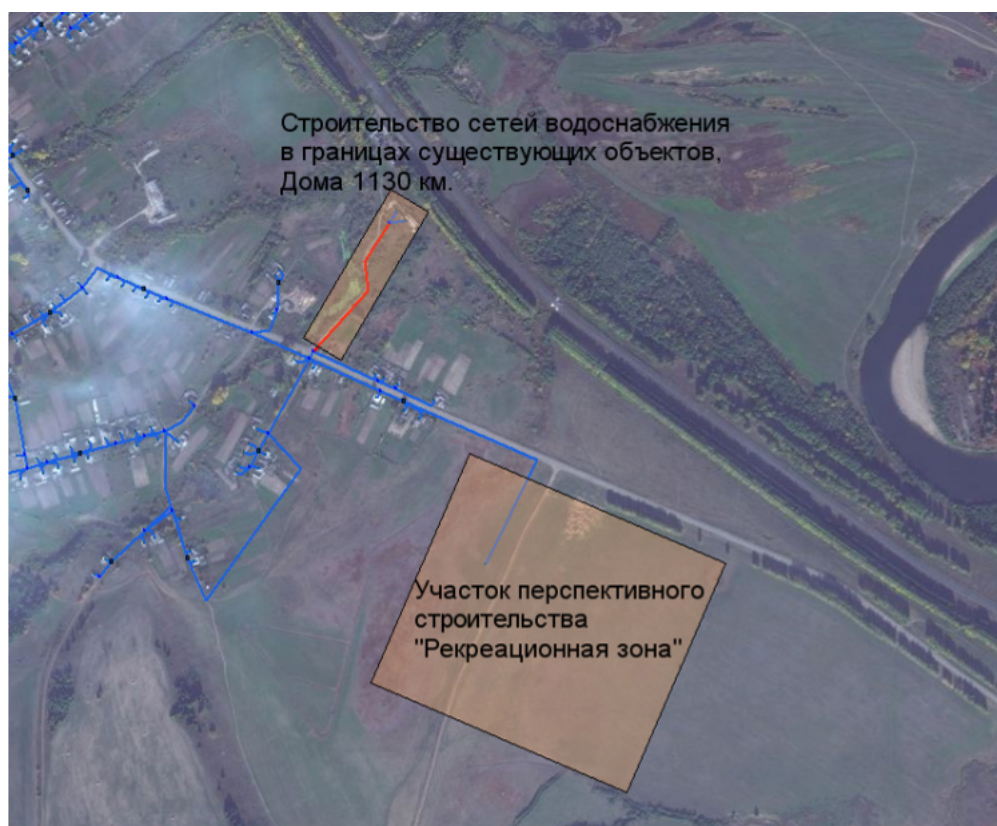 Строительство сетей водоснабжения
в границах существующих объектов,
Дома 1130 км.
Участок перспективного
строительства
"Рекреационная зона"